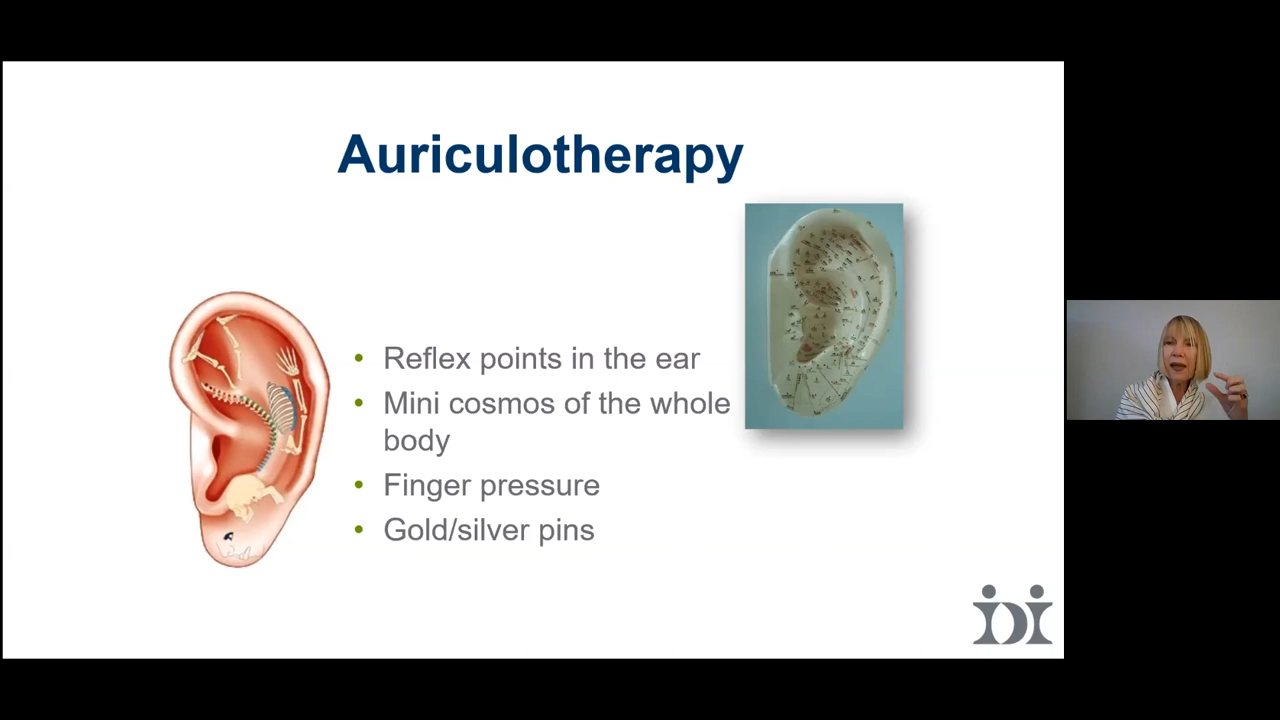 Auriculotherapy
• Reflex points in the ear
• Mini cosmos of the whole
body
• Finger pressure
• Gold/silver pins